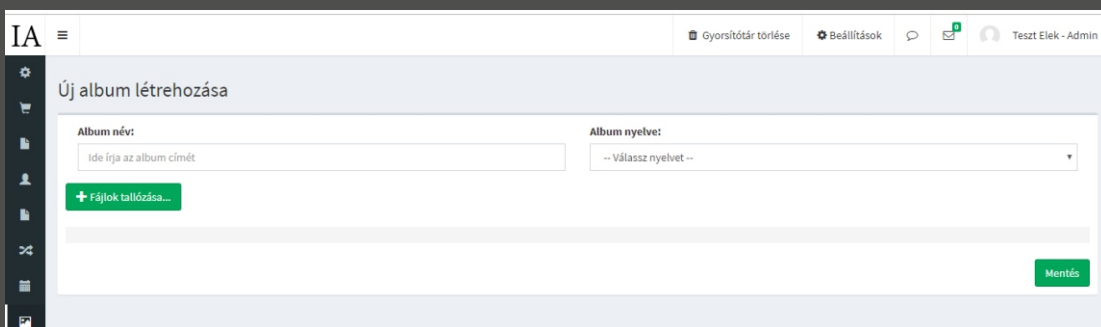 IA
Gyorsítótár törlése
Beállítások
0
Teszt Elek - Admin
Új album létrehozása
Album név:
Album nyelve:
Ide írja az album címét
-- Válassz nyelvet --
Fájlok tallózása...
Mentés